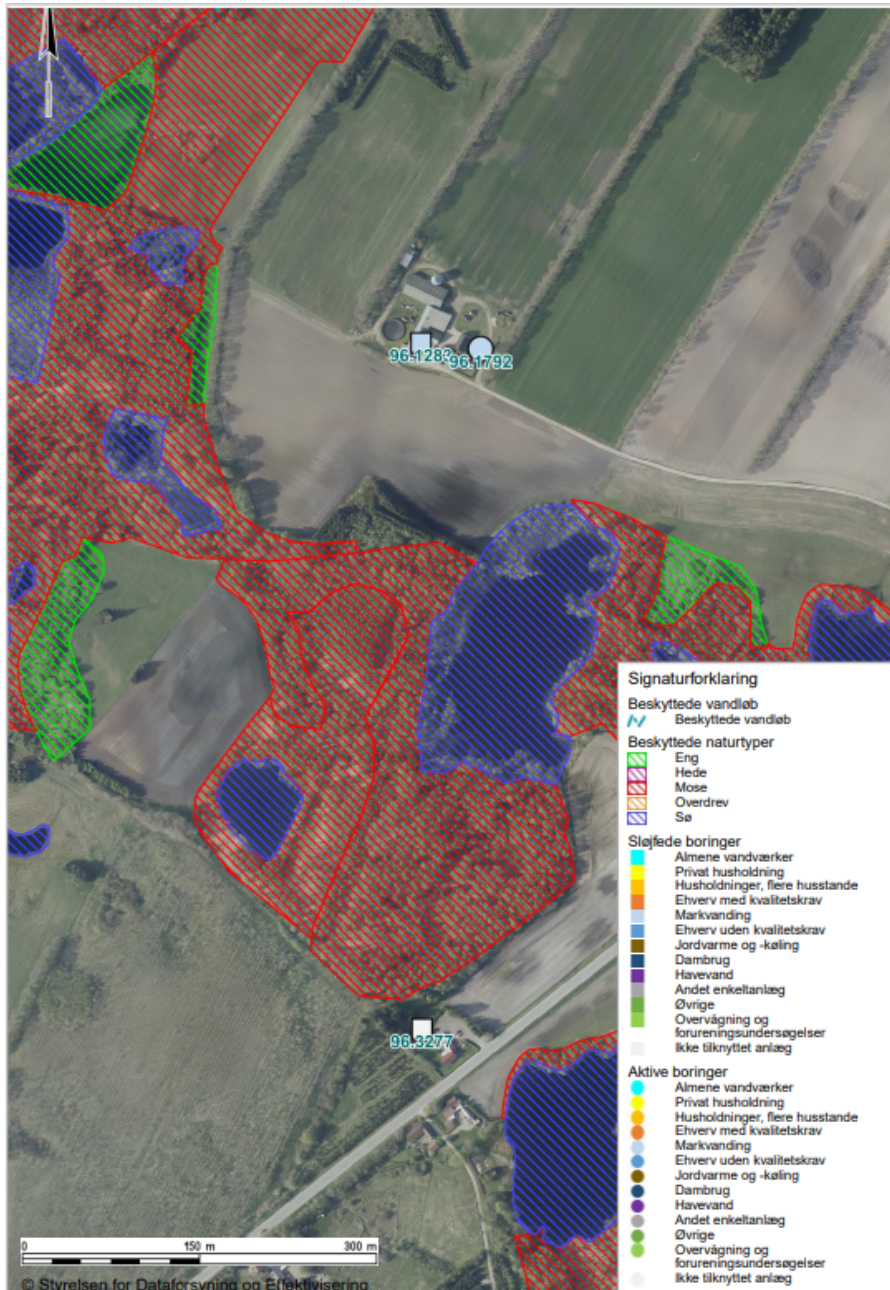 96.1283
96.1792
96.3277
Signaturforklaring
Beskyttede vandløb
Beskyttede vandløb
Beskyttede naturtyper
Eng
Hede
Mose
Overdrev
Sø
Sløjfede boringer
Almene vandværker
Privat husholdning
Husholdninger, flere husstande
Ehverv med kvalitetskrav
Markvanding
Ehverv uden kvalitetskrav
Jordvarme og -køling
Dambrug
Havevand
Andet enkeltanlæg
Øvrige
Overvågning og
forureningsundersøgelser
Ikke tilknyttet anlæg
Aktive boringer
Almene vandværker
Privat husholdning
Husholdninger, flere husstande
Ehverv med kvalitetskrav
Markvanding
Ehverv uden kvalitetskrav
Jordvarme og -køling
Dambrug
Havevand
Andet enkeltanlæg
Øvrige
Overvågning og
forureningsundersøgelser
Ikke tilknyttet anlæg
0 150 m 300 m
© Styrelsen for Dataforsyning og Effektivisering